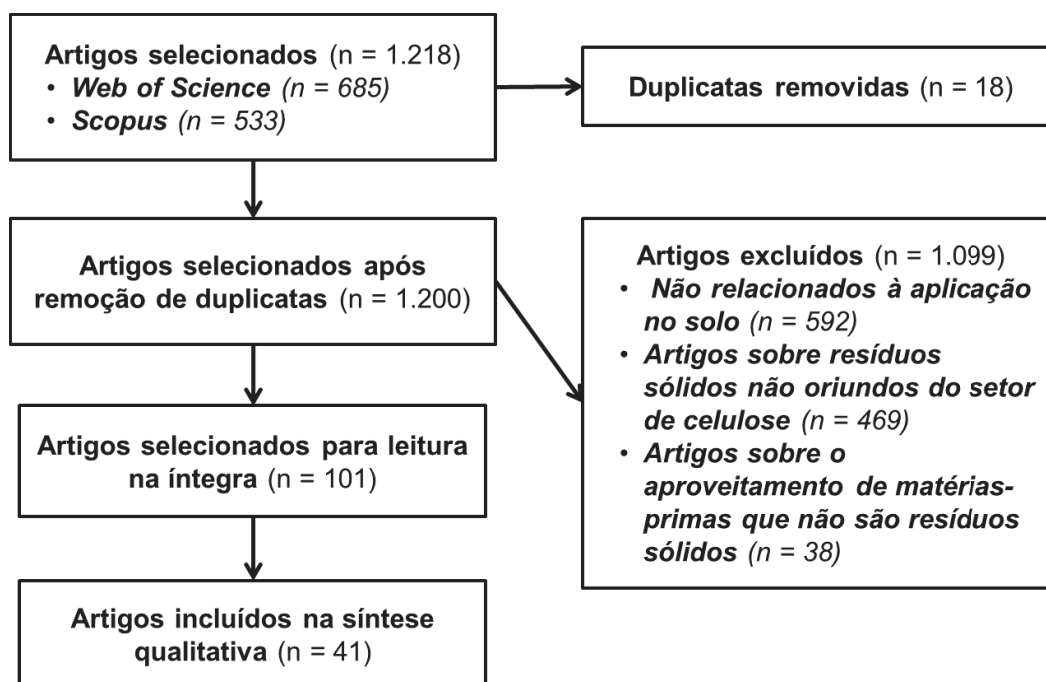 Artigos selecionados (n = 1.218)
• Web of Science (n = 685)
• Scopus (n = 533)
Duplicatas removidas (n = 18)
Artigos selecionados após
remoção de duplicatas (n = 1.200)
Artigos excluídos (n = 1.099)
• Não relacionados à aplicação
no solo (n = 592)
• Artigos sobre resíduos
sólidos não oriundos do setor
de celulose (n = 469)
• Artigos sobre o
aproveitamento de matérias-
primas que não são resíduos
sólidos (n = 38)
Artigos selecionados para leitura
na íntegra (n = 101)
Artigos incluídos na síntese
qualitativa (n = 41)